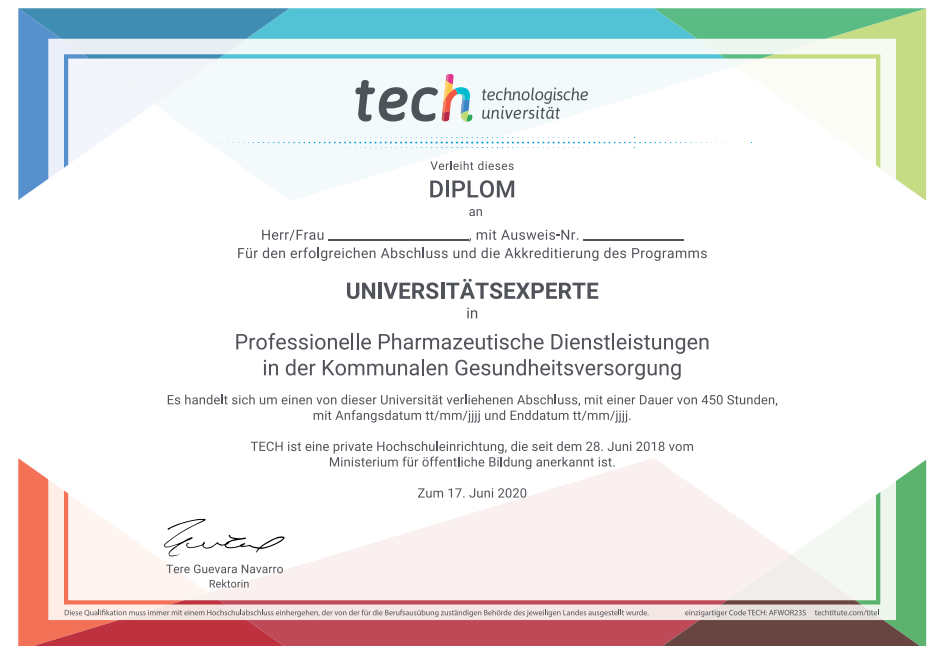 tech technologische
universität
Verleiht dieses
DIPLOM
an
Herr/Frau ____________________, mit Ausweis-Nr. ______________
Für den erfolgreichen Abschluss und die Akkreditierung des Programms
UNIVERSITÄTSEXPERTE
in
Professionelle Pharmazeutische Dienstleistungen
in der Kommunalen Gesundheitsversorgung
Es handelt sich um einen von dieser Universität verliehenen Abschluss, mit einer Dauer von 450 Stunden,
mit Anfangsdatum tt/mm/jjjj und Enddatum tt/mm/jjjj.
TECH ist eine private Hochschuleinrichtung, die seit dem 28. Juni 2018 vom
Ministerium für öffentliche Bildung anerkannt ist.
Zum 17. Juni 2020
Tere Guevara Navarro
Rektorin
Diese Qualifikation muss immer mit einem Hochschulabschluss einhergehen, der von der für die Berufsausübung zuständigen Behörde des jeweiligen Landes ausgestellt wurde. einzigartiger Code TECH: AFWOR23S techtitute.com/titel